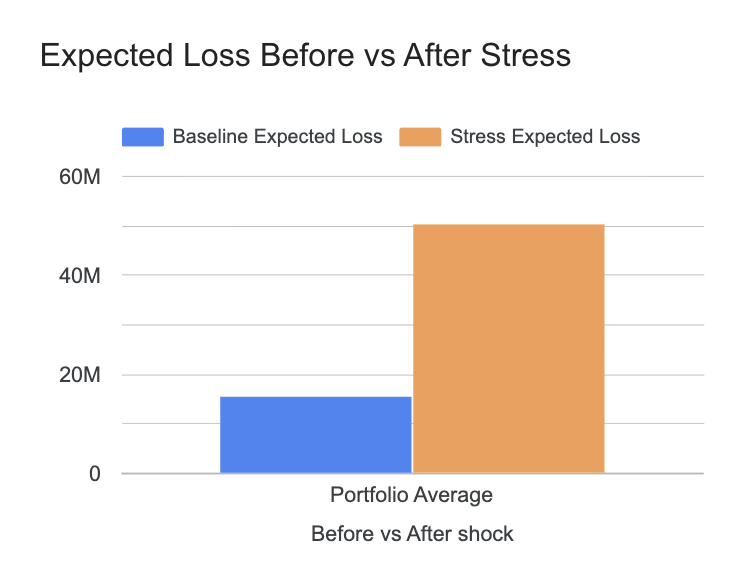 Expected Loss Before vs After Stress
Baseline Expected Loss Stress Expected Loss
60M
40M
20M
0
Portfolio Average
Before vs After shock